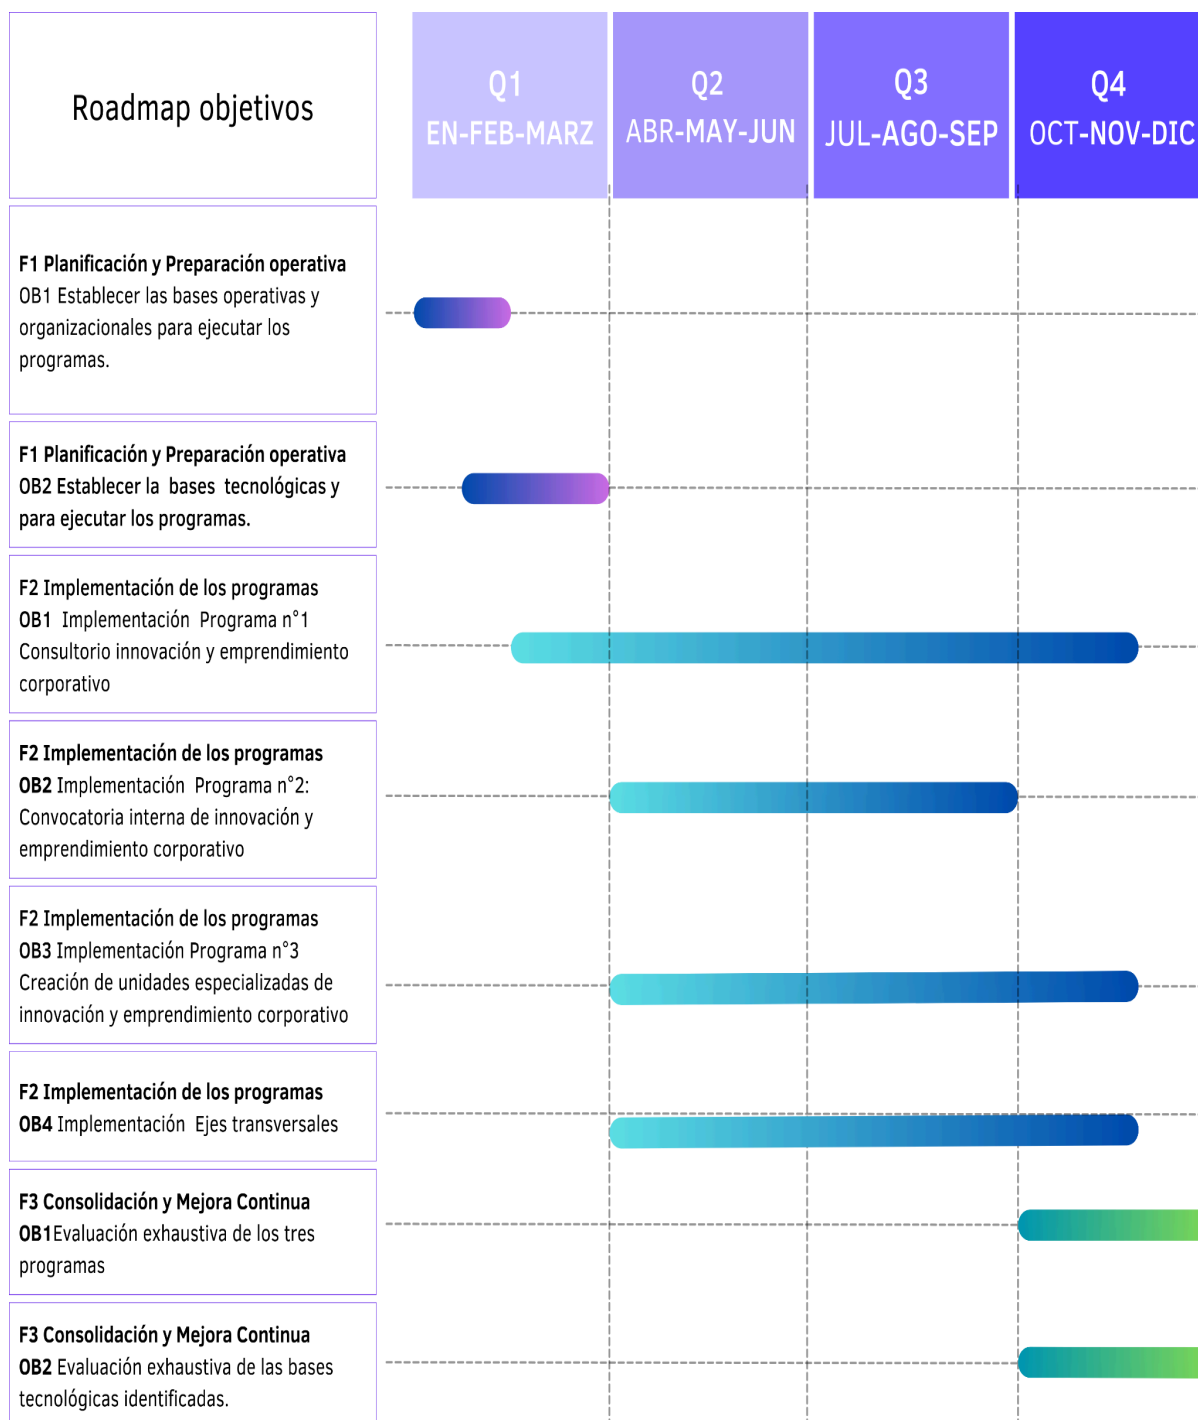 Roadmap objetivos
Q1
EN-FEB-MARZ
Q2
ABR-MAY-JUN
Q3
JUL-AGO-SEP
Q4
OCT-NOV-DIC
F1 Planificación y Preparación operativa
OB1 Establecer las bases operativas y
organizacionales para ejecutar los
programas.
F1 Planificación y Preparación operativa
OB2 Establecer la bases tecnológicas y
para ejecutar los programas.
F2 Implementación de los programas
OB1 Implementación Programa n°1
Consultorio innovación y emprendimiento
corporativo
F2 Implementación de los programas
OB2 Implementación Programa n°2:
Convocatoria interna de innovación y
emprendimiento corporativo
F2 Implementación de los programas
OB3 Implementación Programa n°3
Creación de unidades especializadas de
innovación y emprendimiento corporativo
F2 Implementación de los programas
OB4 Implementación Ejes transversales
F3 Consolidación y Mejora Continua
OB1Evaluación exhaustiva de los tres
programas
F3 Consolidación y Mejora Continua
OB2 Evaluación exhaustiva de las bases
tecnológicas identificadas.